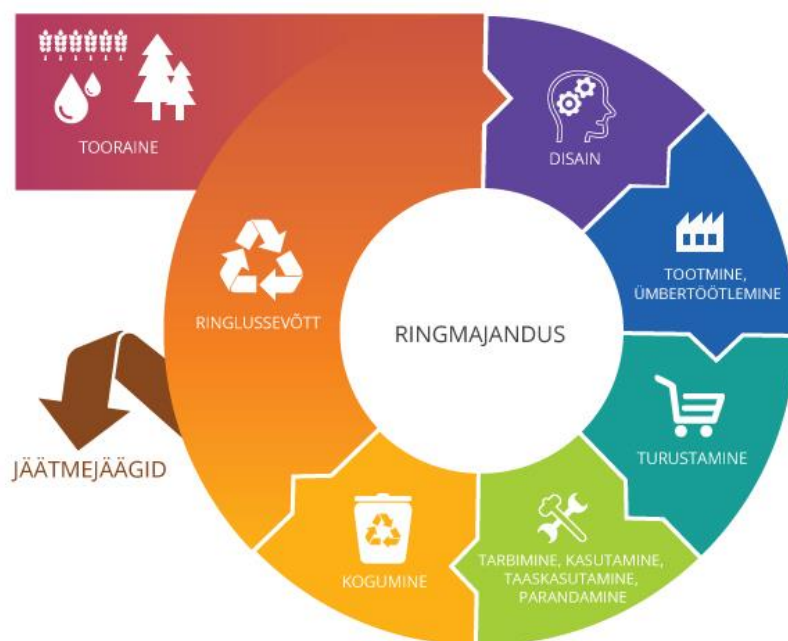 TOORAINE
DISAIN
TOOTMINE,
ÜMBERTÖÖTLEMINE
RINGLUSSEVÕTT
RINGMAJANDUS
TURUSTAMINE
JÄÄTMEJÄÄGID
KOGUMINE
TARBIMINE, KASUTAMINE,
TAASKASUTAMINE,
PARANDAMINE